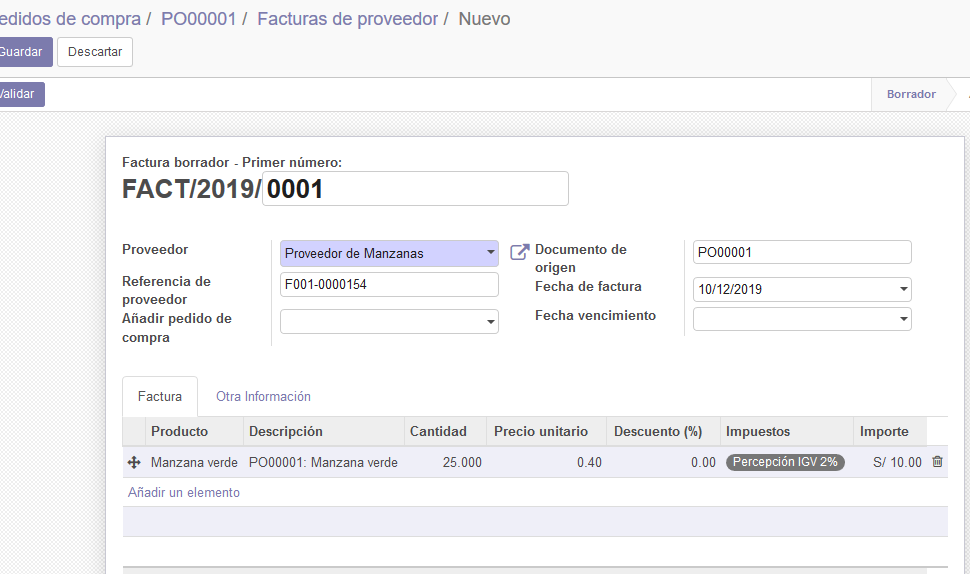 edidos de compra / PO00001 / Facturas de proveedor / Nuevo
Guardar Descartar
Validar Borrador
Factura borrador - Primer número:
FACT/2019/ 0001
Proveedor Proveedor de Manzanas Documento de origen PO00001
Referencia de proveedor F001-0000154 Fecha de factura 10/12/2019
Añadir pedido de compra Fecha vencimiento
Factura Otra Información
Producto Descripción Cantidad Precio unitario Descuento (%) Impuestos Importe
Manzana verde PO00001: Manzana verde 25.000 0.40 0.00 Percepción IGV 2% S/ 10.00
Añadir un elemento